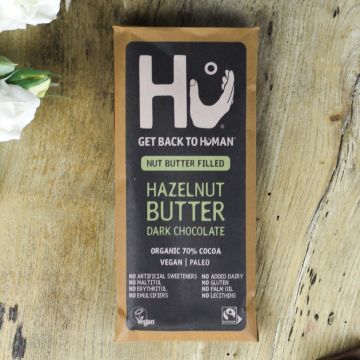 Hu
GET BACK TO HUMAN®
NUT BUTTER FILLED
HAZELNUT
BUTTER
DARK CHOCOLATE
ORGANIC 70% COCOA
VEGAN | PALEO
NO ARTIFICIAL SWEETENERS
NO MALTITOL
NO ERYTHRITOL
NO EMULSIFIERS
NO ADDED DAIRY
NO GLUTEN
NO PALM OIL
NO LECITHINS
Vegan
FAIRTRADE